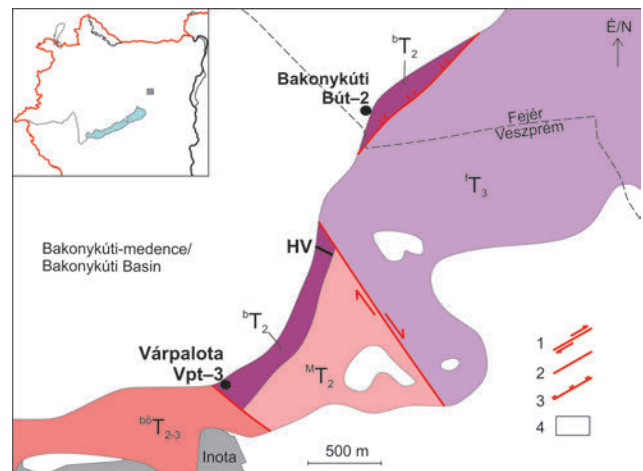 É/N
ᵇT₂
Bakonykúti
Büt–2
Fejér
Veszprém
ᶠT₃
HV
Bakonykúti-medence/
Bakonykúti Basin
ᵇT₂
Várpalota
Vpt–3
ᴹT₂
ᵇᵒ̈T₂₋₃
Inota
500 m
1
2
3
4